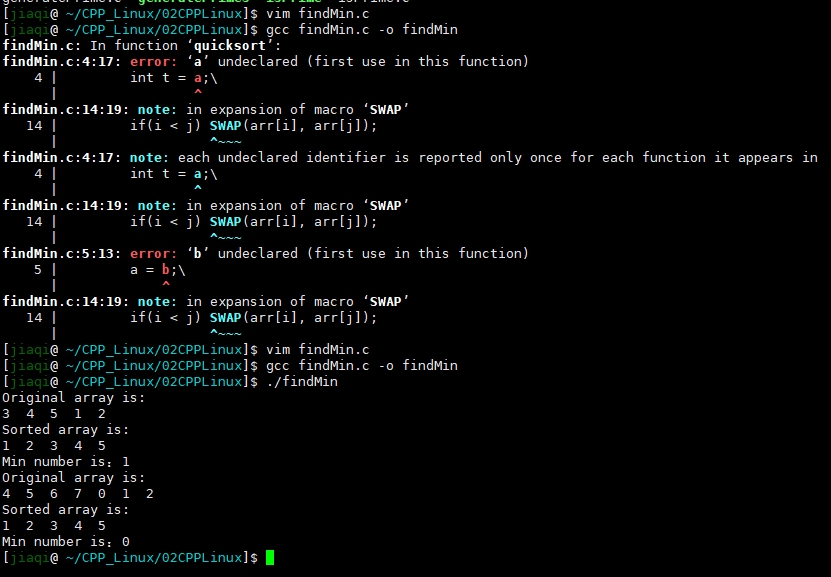 [jiaqi@ ~/CPP_Linux/02CPPLinux]$ vim findMin.c
[jiaqi@ ~/CPP_Linux/02CPPLinux]$ gcc findMin.c -o findMin
findMin.c: In function ‘quicksort’:
findMin.c:4:17: error: ‘a’ undeclared (first use in this function)
    4 |         int t = a;\
      |                 ^
findMin.c:14:19: note: in expansion of macro ‘SWAP’
   14 |         if(i < j) SWAP(arr[i], arr[j]);
      |                   ^~~~
findMin.c:4:17: note: each undeclared identifier is reported only once for each function it appears in
    4 |         int t = a;\
      |                 ^
findMin.c:14:19: note: in expansion of macro ‘SWAP’
   14 |         if(i < j) SWAP(arr[i], arr[j]);
      |                   ^~~~
findMin.c:5:13: error: ‘b’ undeclared (first use in this function)
    5 |         a = b;\
      |             ^
findMin.c:14:19: note: in expansion of macro ‘SWAP’
   14 |         if(i < j) SWAP(arr[i], arr[j]);
      |                   ^~~~
[jiaqi@ ~/CPP_Linux/02CPPLinux]$ vim findMin.c
[jiaqi@ ~/CPP_Linux/02CPPLinux]$ gcc findMin.c -o findMin
[jiaqi@ ~/CPP_Linux/02CPPLinux]$ ./findMin
Original array is:
3  4  5  1  2
Sorted array is:
1  2  3  4  5
Min number is：1
Original array is:
4  5  6  7  0  1  2
Sorted array is:
1  2  3  4  5
Min number is：0
[jiaqi@ ~/CPP_Linux/02CPPLinux]$